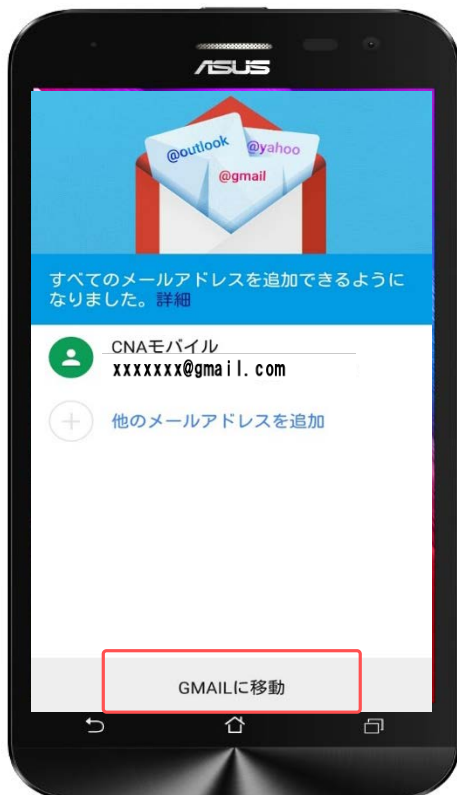 ASUS
@outlook
@yahoo
@gmail
すべてのメールアドレスを追加できるように
なりました。詳細
CNAモバイル
xxxxxxx@gmail.com
他のメールアドレスを追加
GMAILに移動